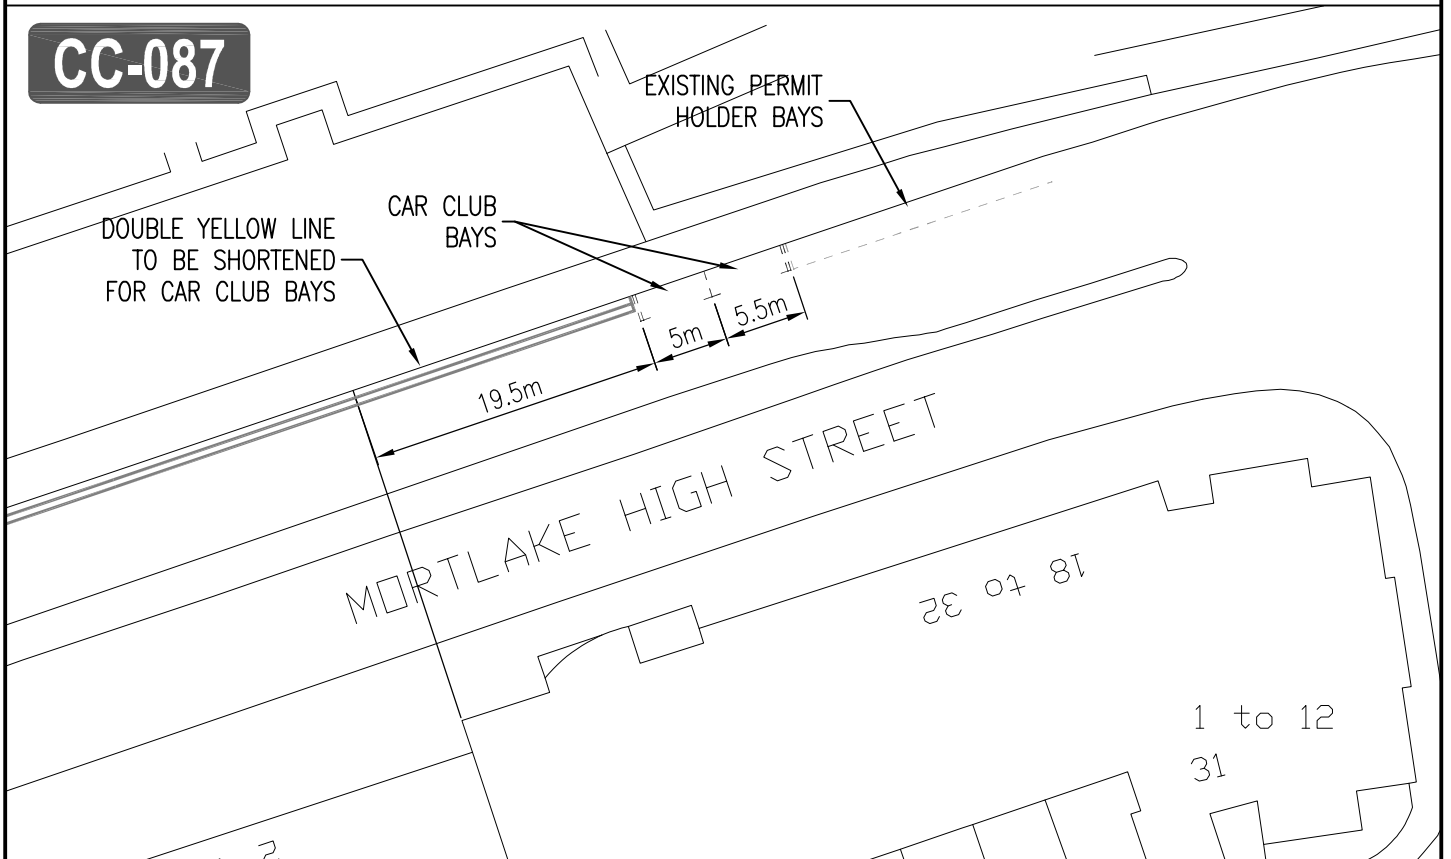 CC-087
EXISTING PERMIT
HOLDER BAYS
CAR CLUB
BAYS
DOUBLE YELLOW LINE
TO BE SHORTENED
FOR CAR CLUB BAYS
5.5m
5m
19.5m
MORTLAKE HIGH STREET
18 to 32
1 to 12
31